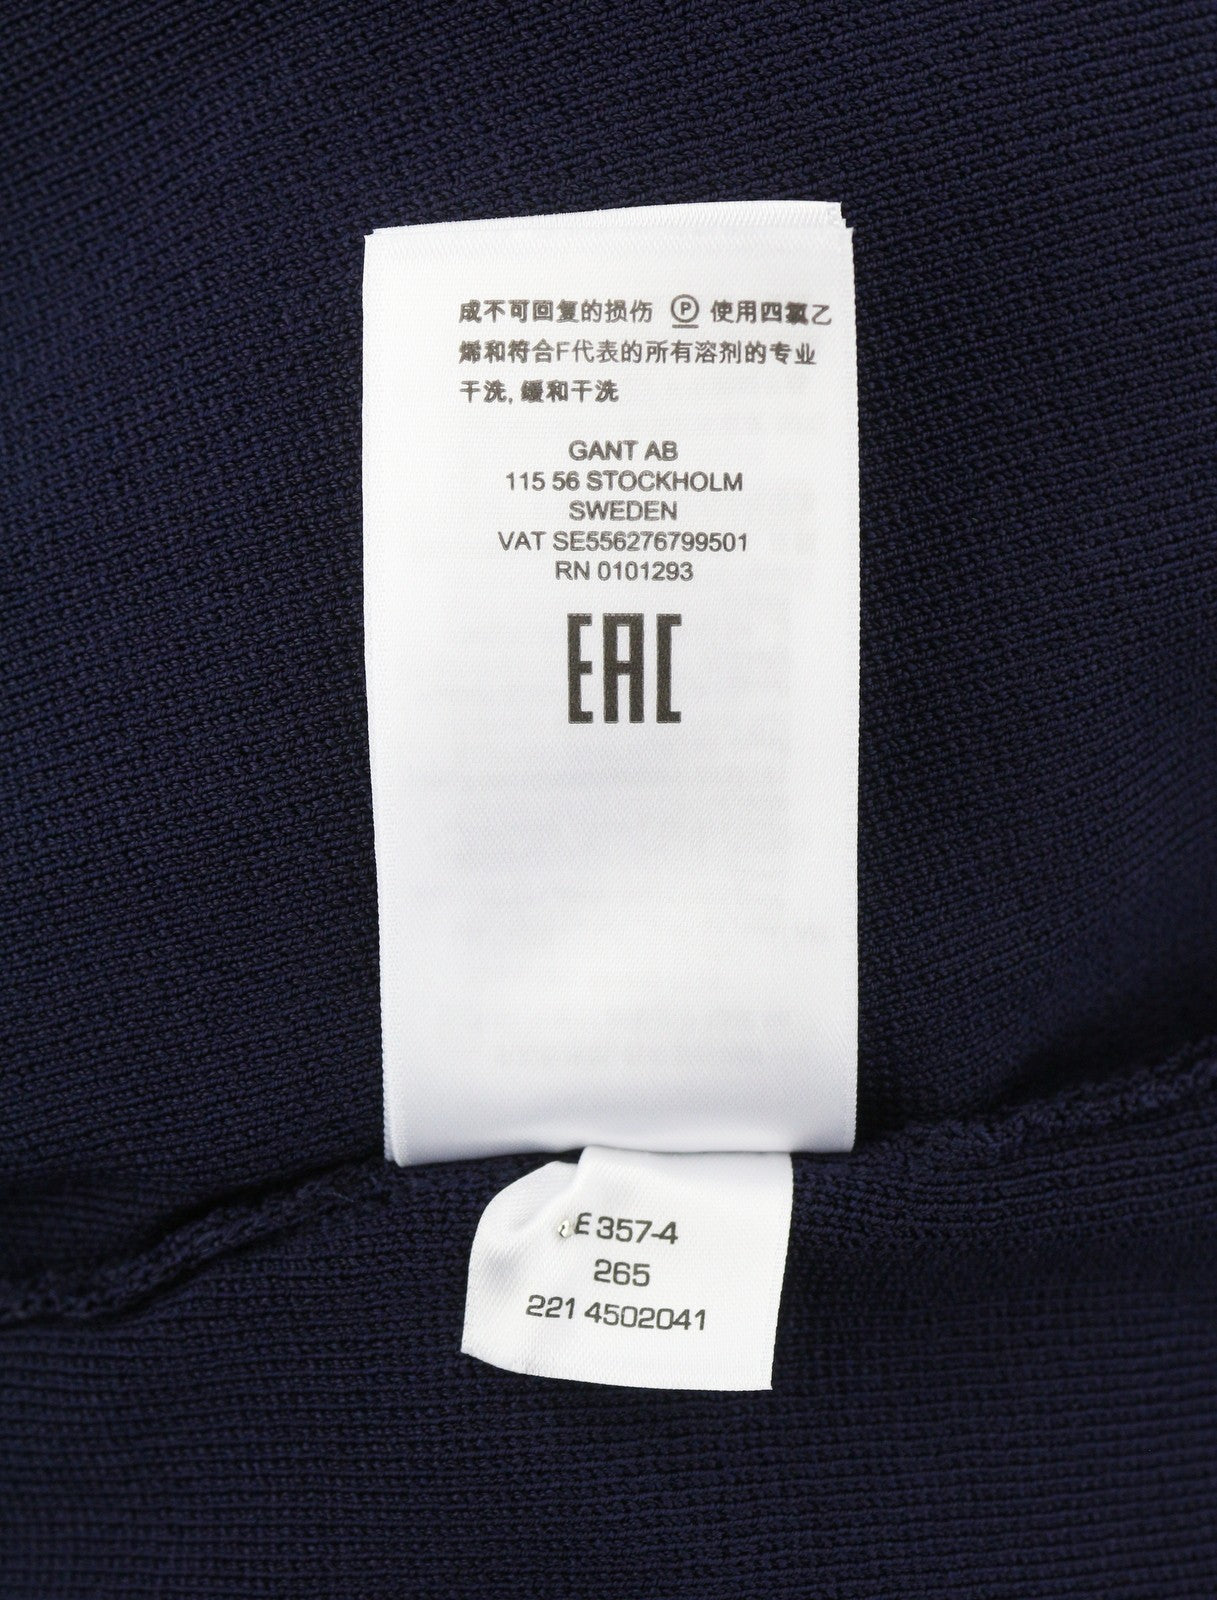 成不可回复的损伤 Ⓟ 使用四氯乙
烯和符合F代表的所有溶剂的专业
干洗, 缓和干洗
GANT AB
115 56 STOCKHOLM
SWEDEN
VAT SE556276799501
RN 0101293
EAC
E 357-4
265
221 4502041